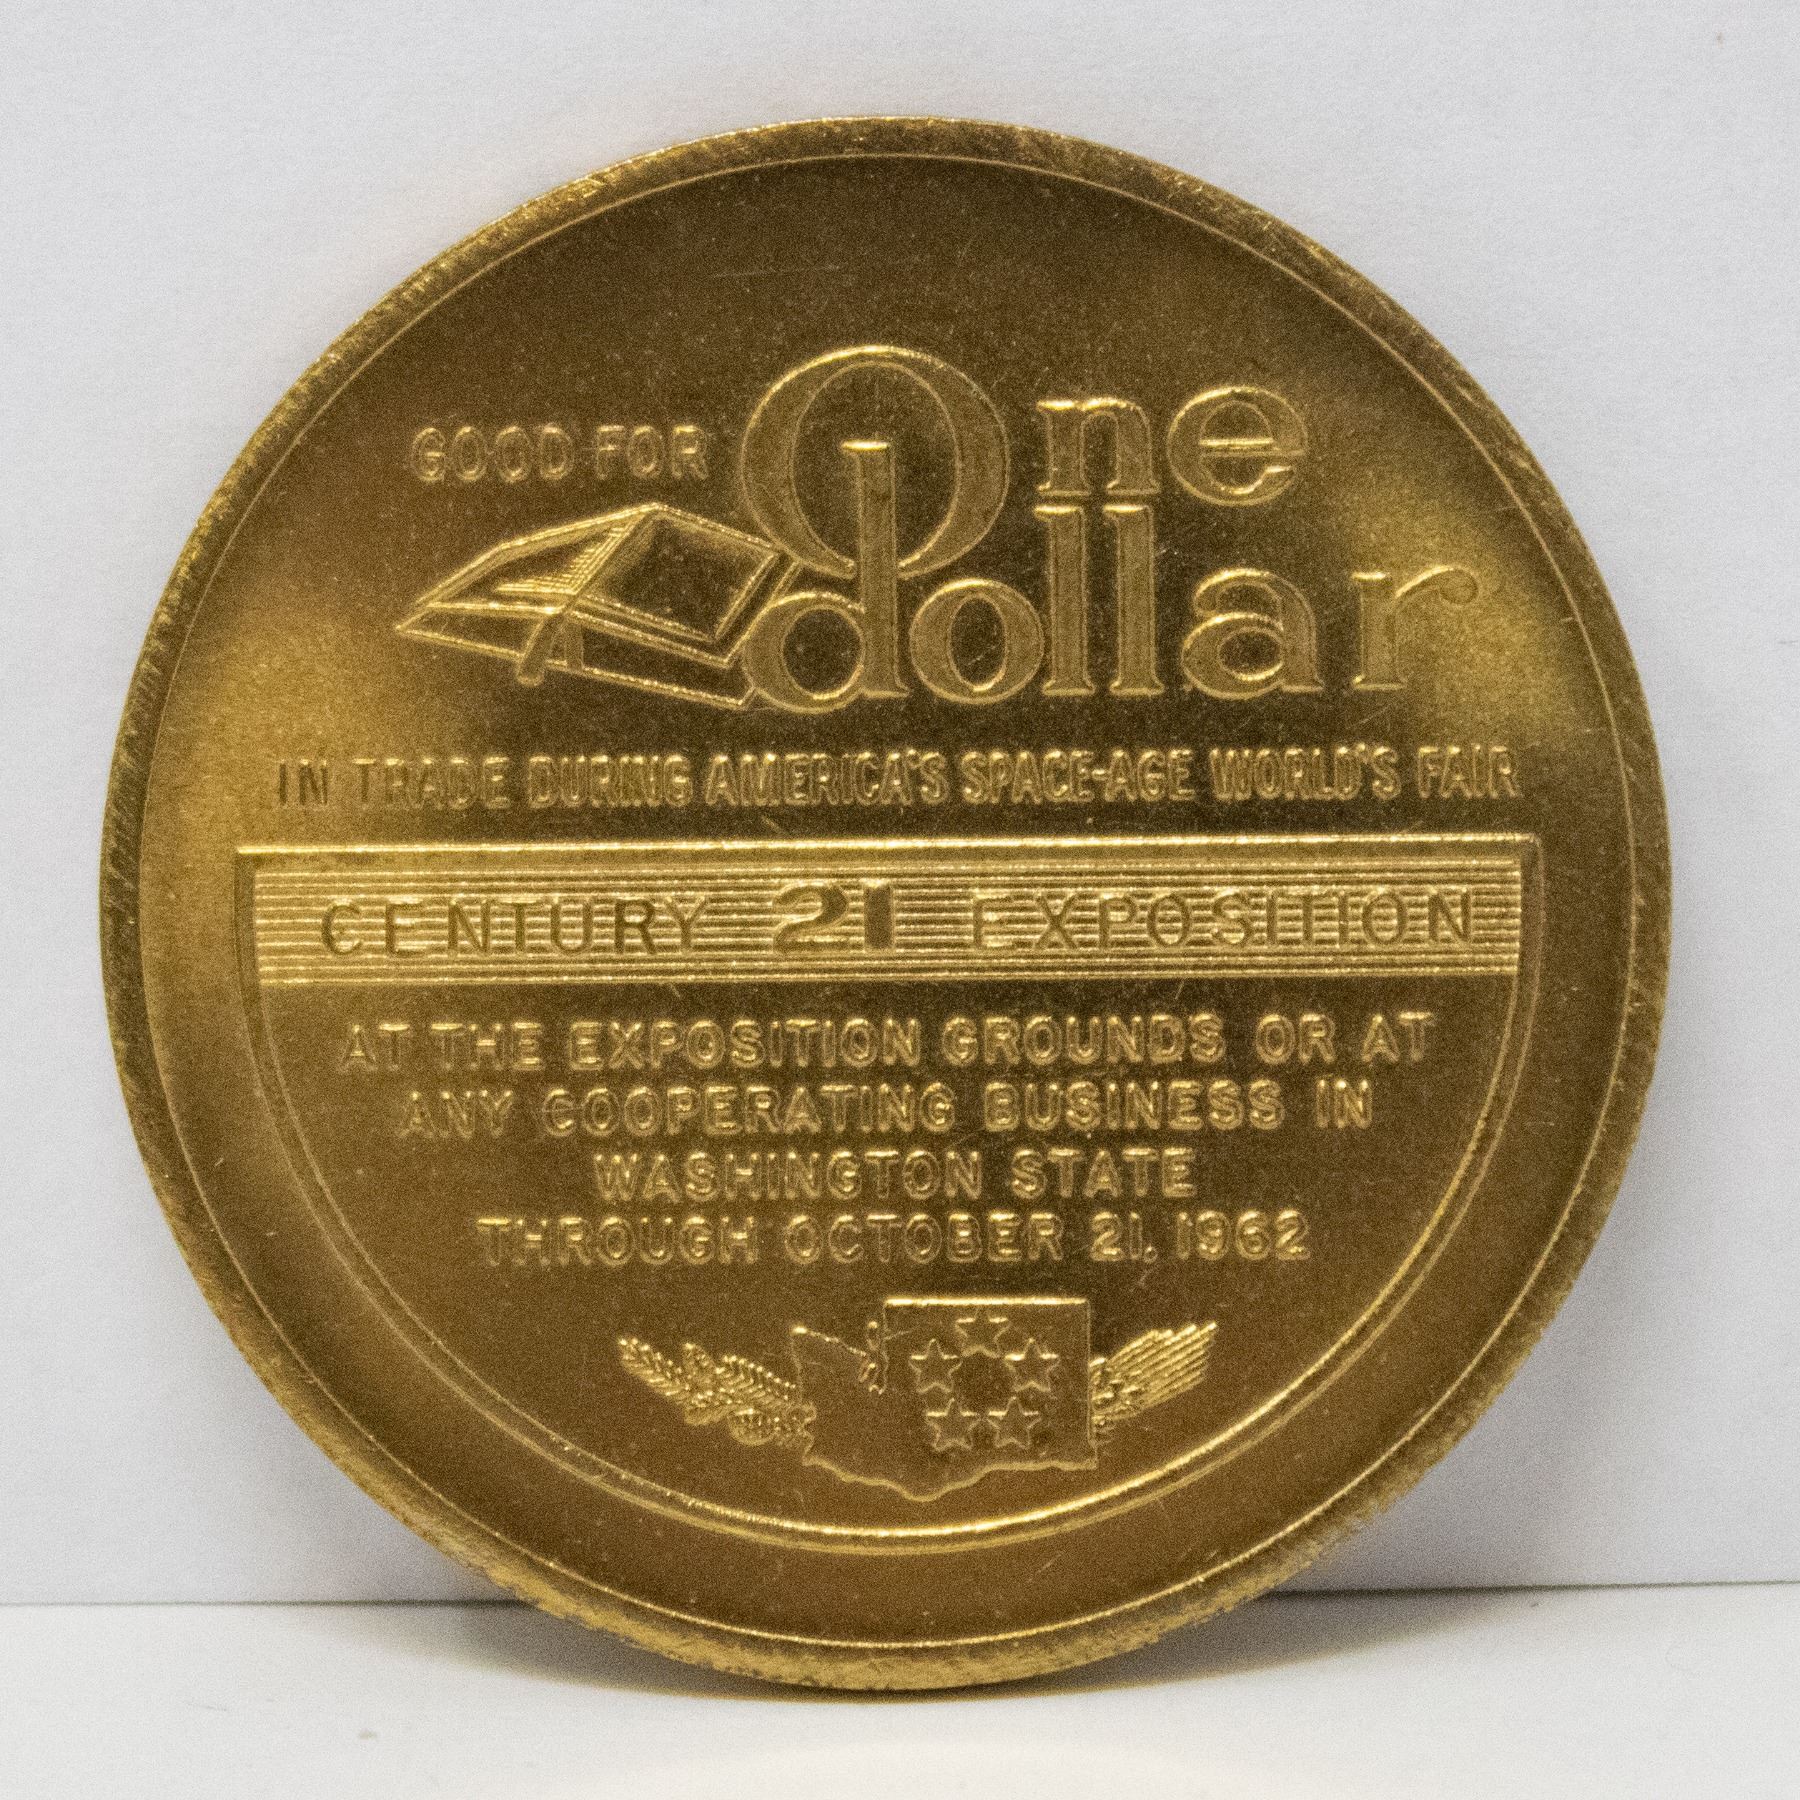 GOOD FOR One
dollar
IN TRADE DURING AMERICA'S SPACE-AGE WORLD'S FAIR
CENTURY 21 EXPOSITION
AT THE EXPOSITION GROUNDS OR AT
ANY COOPERATING BUSINESS IN
WASHINGTON STATE
THROUGH OCTOBER 21, 1962